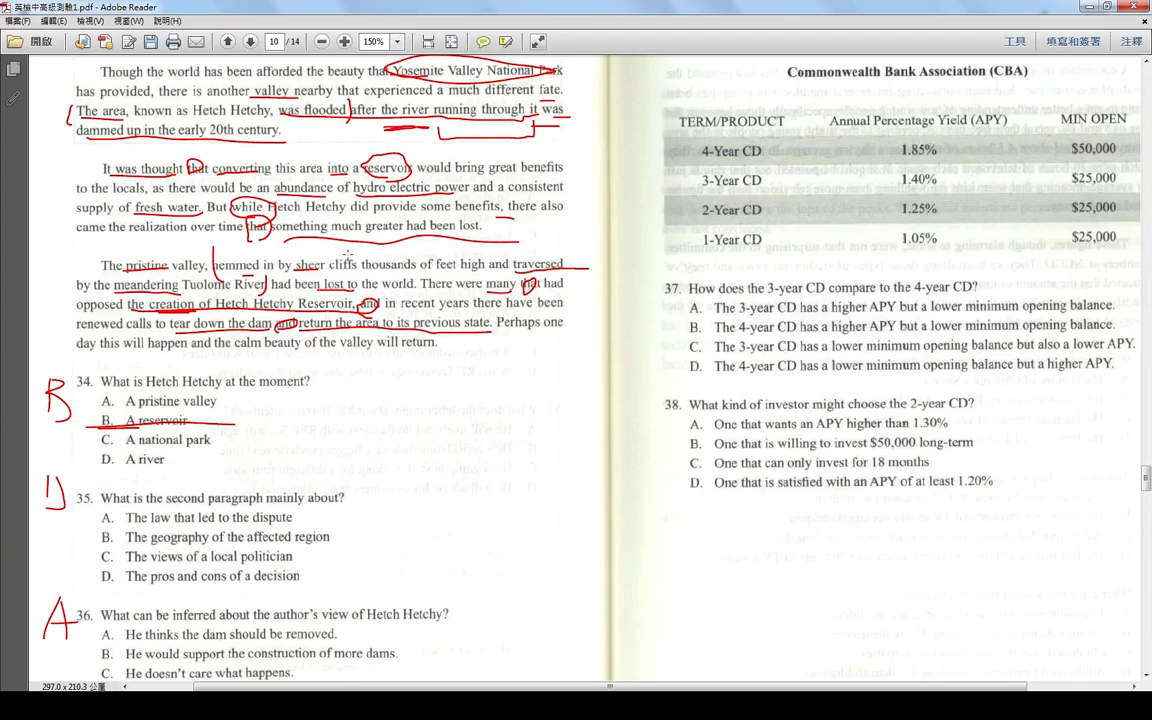 英檢中高級測驗1.pdf - Adobe Reader
檔案(F) 編輯(E) 檢視(V) 視窗(W) 說明(H)
開啟 10 / 14 150% 工具 填寫和簽署 注釋
Though the world has been afforded the beauty that Yosemite Valley National Park
has provided, there is another valley nearby that experienced a much different fate.
The area, known as Hetch Hetchy, was flooded after the river running through it was
dammed up in the early 20th century.
It was thought that converting this area into a reservoir would bring great benefits
to the locals, as there would be an abundance of hydro electric power and a consistent
supply of fresh water. But while Hetch Hetchy did provide some benefits, there also
came the realization over time that something much greater had been lost.
The pristine valley, hemmed in by sheer cliffs thousands of feet high and traversed
by the meandering Tuolome River, had been lost to the world. There were many that had
opposed the creation of Hetch Hetchy Reservoir, and in recent years there have been
renewed calls to tear down the dam and return the area to its previous state. Perhaps one
day this will happen and the calm beauty of the valley will return.
B
34. What is Hetch Hetchy at the moment?
A. A pristine valley
B. A reservoir
C. A national park
D. A river
D
35. What is the second paragraph mainly about?
A. The law that led to the dispute
B. The geography of the affected region
C. The views of a local politician
D. The pros and cons of a decision
A
36. What can be inferred about the author's view of Hetch Hetchy?
A. He thinks the dam should be removed.
B. He would support the construction of more dams.
C. He doesn't care what happens.
Commonwealth Bank Association (CBA)
TERM/PRODUCT Annual Percentage Yield (APY) MIN OPEN
4-Year CD 1.85% $50,000
3-Year CD 1.40% $25,000
2-Year CD 1.25% $25,000
1-Year CD 1.05% $25,000
37. How does the 3-year CD compare to the 4-year CD?
A. The 3-year CD has a higher APY but a lower minimum opening balance.
B. The 4-year CD has a higher APY but a lower minimum opening balance.
C. The 3-year CD has a lower minimum opening balance but also a lower APY.
D. The 4-year CD has a lower minimum opening balance but a higher APY.
38. What kind of investor might choose the 2-year CD?
A. One that wants an APY higher than 1.30%
B. One that is willing to invest $50,000 long-term
C. One that can only invest for 18 months
D. One that is satisfied with an APY of at least 1.20%
297.0 x 210.3 公釐